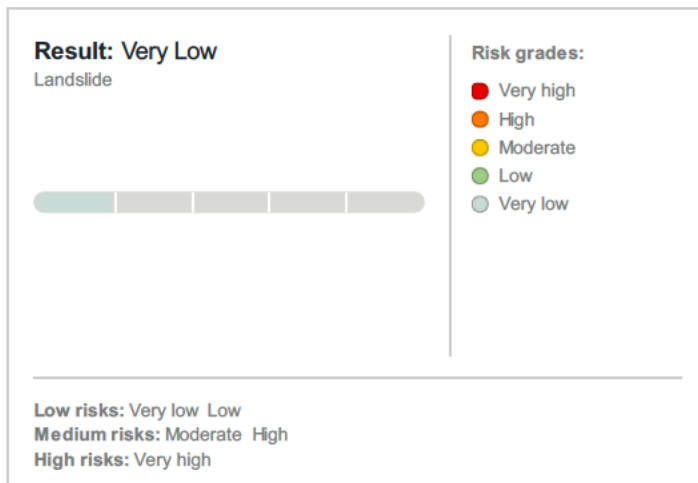 Result: Very Low
Landslide
Risk grades:
Very high
High
Moderate
Low
Very low
Low risks: Very low Low
Medium risks: Moderate High
High risks: Very high